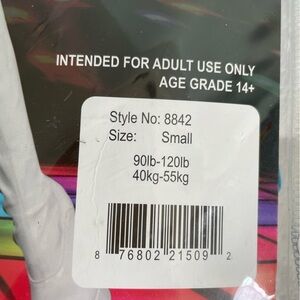 INTENDED FOR ADULT USE ONLY
AGE GRADE 14+
Style No: 8842
Size: Small
90lb-120lb
40kg-55kg
8 76802 21509 2